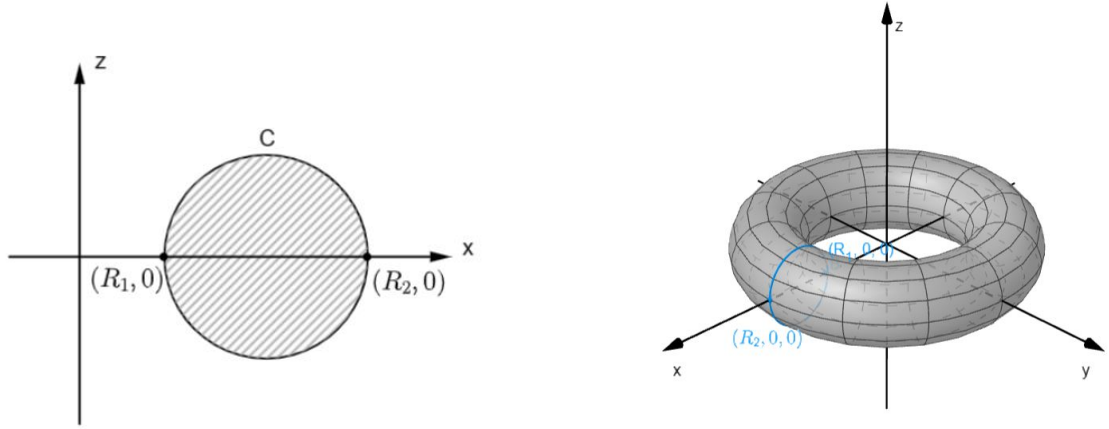 z
C
x
(R₁, 0)
(R₂, 0)
z
(R₁, 0, 0)
(R₂, 0, 0)
x
y